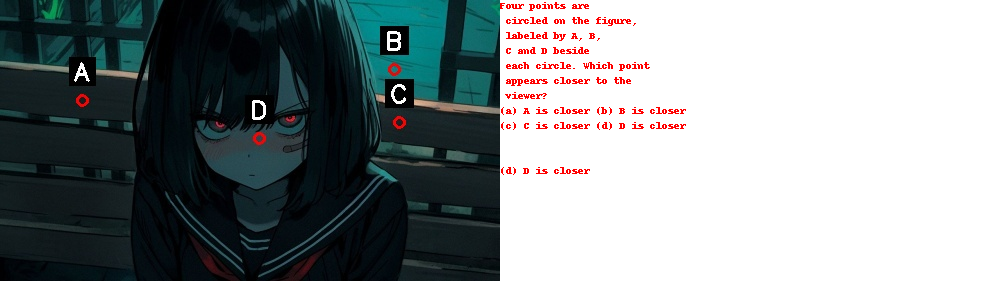 A
B
C
D
Four points are
circled on the figure,
labeled by A, B,
C and D beside
each circle. Which point
appears closer to the
viewer?
(a) A is closer (b) B is closer
(c) C is closer (d) D is closer
(d) D is closer